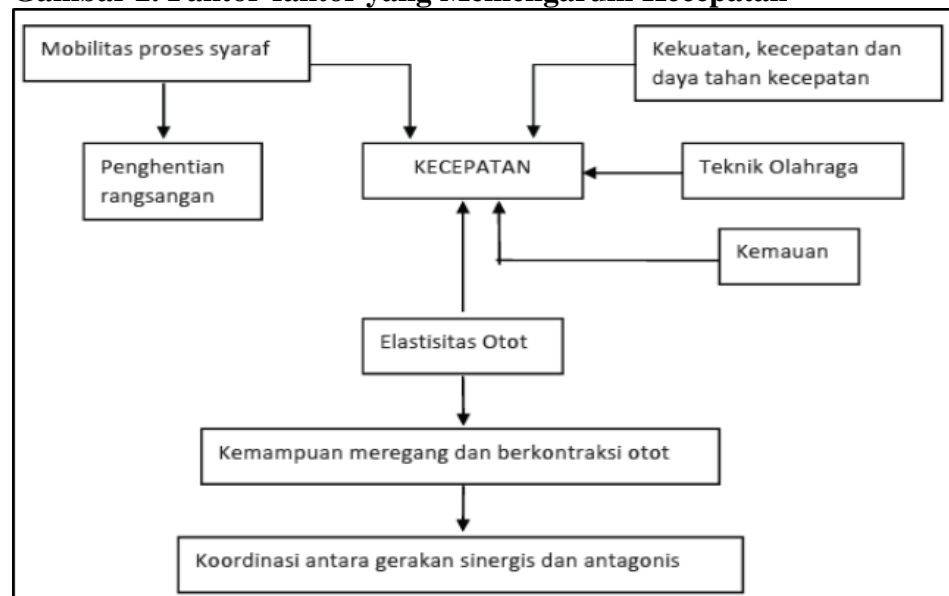 Mobilitas proses syaraf
Kekuatan, kecepatan dan
daya tahan kecepatan
Penghentian
rangsangan
KECEPATAN
Teknik Olahraga
Kemauan
Elastisitas Otot
Kemampuan meregang dan berkontraksi otot
Koordinasi antara gerakan sinergis dan antagonis